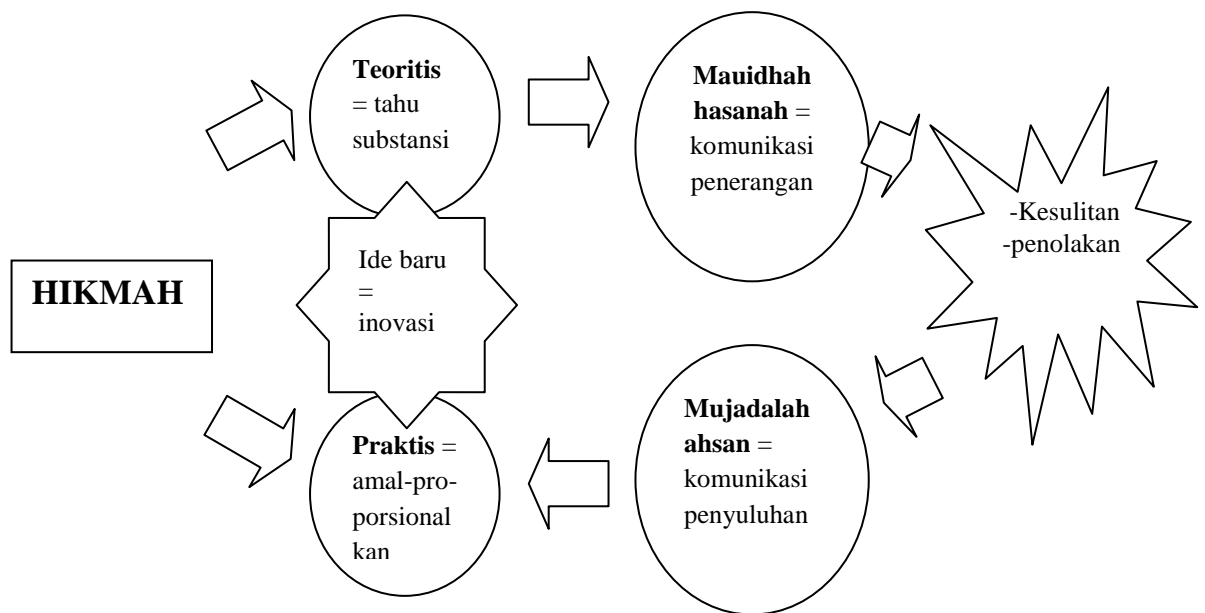 HIKMAH
Teoritis
= tahu
substansi
Ide baru
=
inovasi
Praktis =
amal-pro-
porsional
kan
Mauidhah
hasanah =
komunikasi
penerangan
-Kesulitan
-penolakan
Mujadalah
ahsan =
komunikasi
penyuluhan